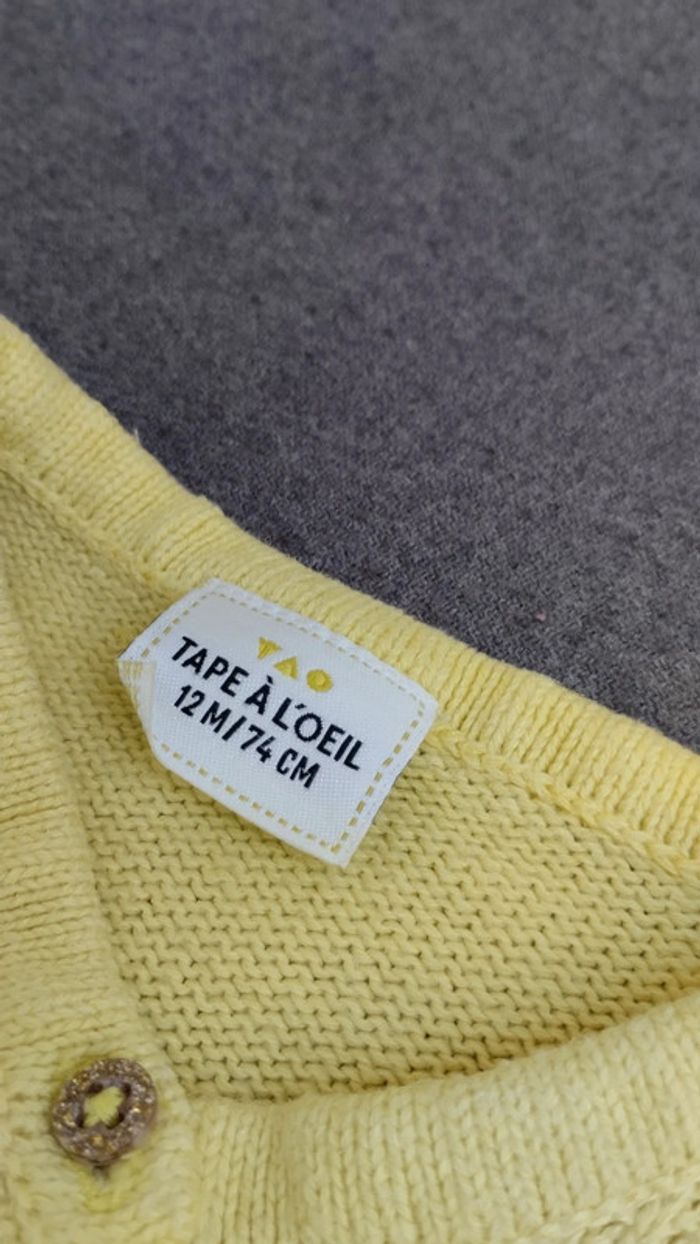 TAO
TAPE À L'OEIL
12 M/74 CM